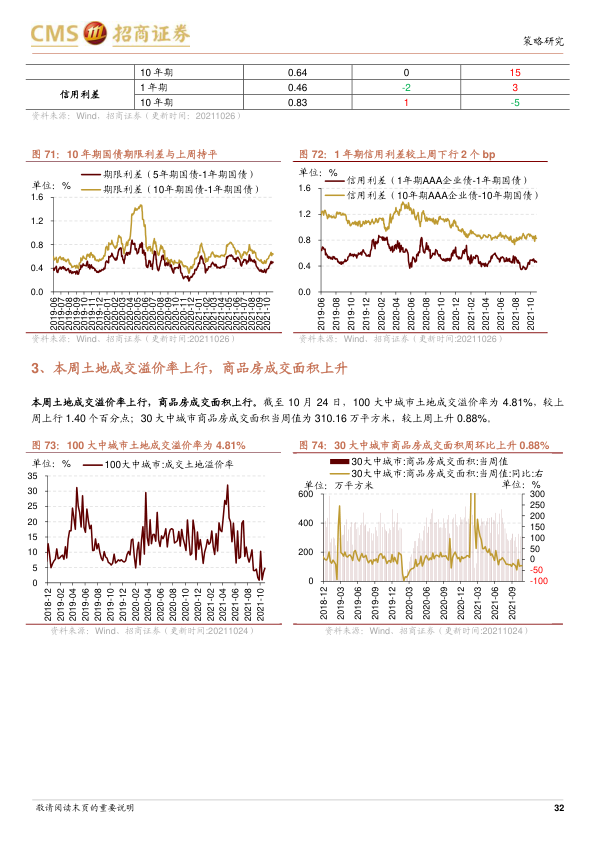 CMS 招商证券
策略研究
10 年期 0.64 0 15
信用利差 1 年期 0.46 -2 3
10 年期 0.83 1 -5
资料来源：Wind、招商证券（更新时间：20211026）
图 71：10 年期国债期限利差与上周持平
单位：%
期限利差（5年期国债-1年期国债）
期限利差（10年期国债-1年期国债）
1.6
1.2
0.8
0.4
0.0
2019-06 2019-07 2019-08 2019-09 2019-10 2019-11 2019-12 2020-01 2020-02 2020-03 2020-04 2020-05 2020-06 2020-07 2020-08 2020-09 2020-10 2020-11 2020-12 2021-01 2021-02 2021-03 2021-04 2021-05 2021-06 2021-07 2021-08 2021-09 2021-10
资料来源：Wind、招商证券（更新时间:20211026）
图 72：1 年期信用利差较上周下行 2 个 bp
单位：%
信用利差（1年期AAA企业债-1年期国债）
信用利差（10年期AAA企业债-10年期国债）
1.6
1.2
0.8
0.4
0.0
2019-06 2019-08 2019-10 2019-12 2020-02 2020-04 2020-06 2020-08 2020-10 2020-12 2021-02 2021-04 2021-06 2021-08 2021-10
资料来源：Wind、招商证券（更新时间:20211026）
3、本周土地成交溢价率上行，商品房成交面积上升
本周土地成交溢价率上行，商品房成交面积上行。截至 10 月 24 日，100 大中城市土地成交溢价率为 4.81%，较上
周上行 1.40 个百分点；30 大中城市商品房成交面积当周值为 310.16 万平方米，较上周上升 0.88%。
图 73：100 大中城市土地成交溢价率为 4.81%
单位：%
100大中城市:成交土地溢价率
35
30
25
20
15
10
5
0
2018-12 2019-02 2019-04 2019-06 2019-08 2019-10 2019-12 2020-02 2020-04 2020-06 2020-08 2020-10 2020-12 2021-02 2021-04 2021-06 2021-08 2021-10
资料来源：Wind、招商证券（更新时间:20211024）
图 74：30 大中城市商品房成交面积周环比上升 0.88%
30大中城市:商品房成交面积:当周值
30大中城市:商品房成交面积:当周值:同比:右
单位：万平方米 单位：%
600
400
200
0
300
250
200
150
100
50
0
-50
-100
2018-12 2019-03 2019-06 2019-09 2019-12 2020-03 2020-06 2020-09 2020-12 2021-03 2021-06 2021-09
资料来源：Wind、招商证券（更新时间:20211024）
敬请阅读末页的重要说明 32